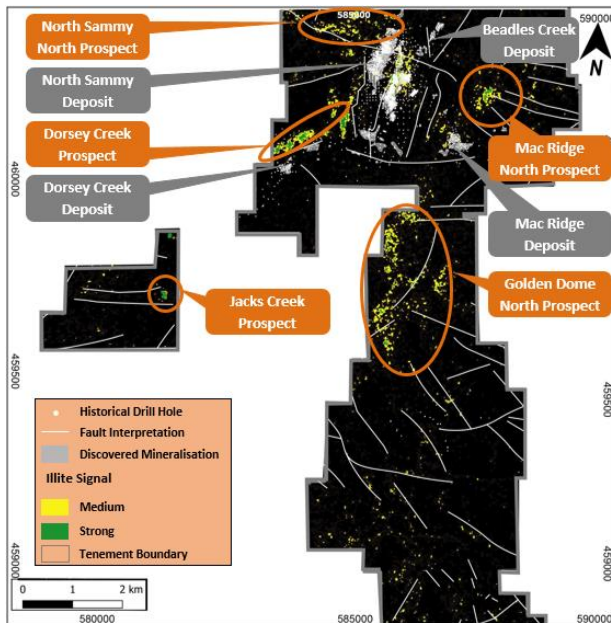 585000
590000
North Sammy
North Prospect
Beadles Creek
Deposit
N
North Sammy
Deposit
Dorsey Creek
Prospect
Mac Ridge
North Prospect
Dorsey Creek
Deposit
460000
Mac Ridge
Deposit
Jacks Creek
Prospect
Golden Dome
North Prospect
459500
459500
Historical Drill Hole
Fault Interpretation
Discovered Mineralisation
Illite Signal
Medium
Strong
Tenement Boundary
459000
459000
0 1 2 km
580000
585000
590000